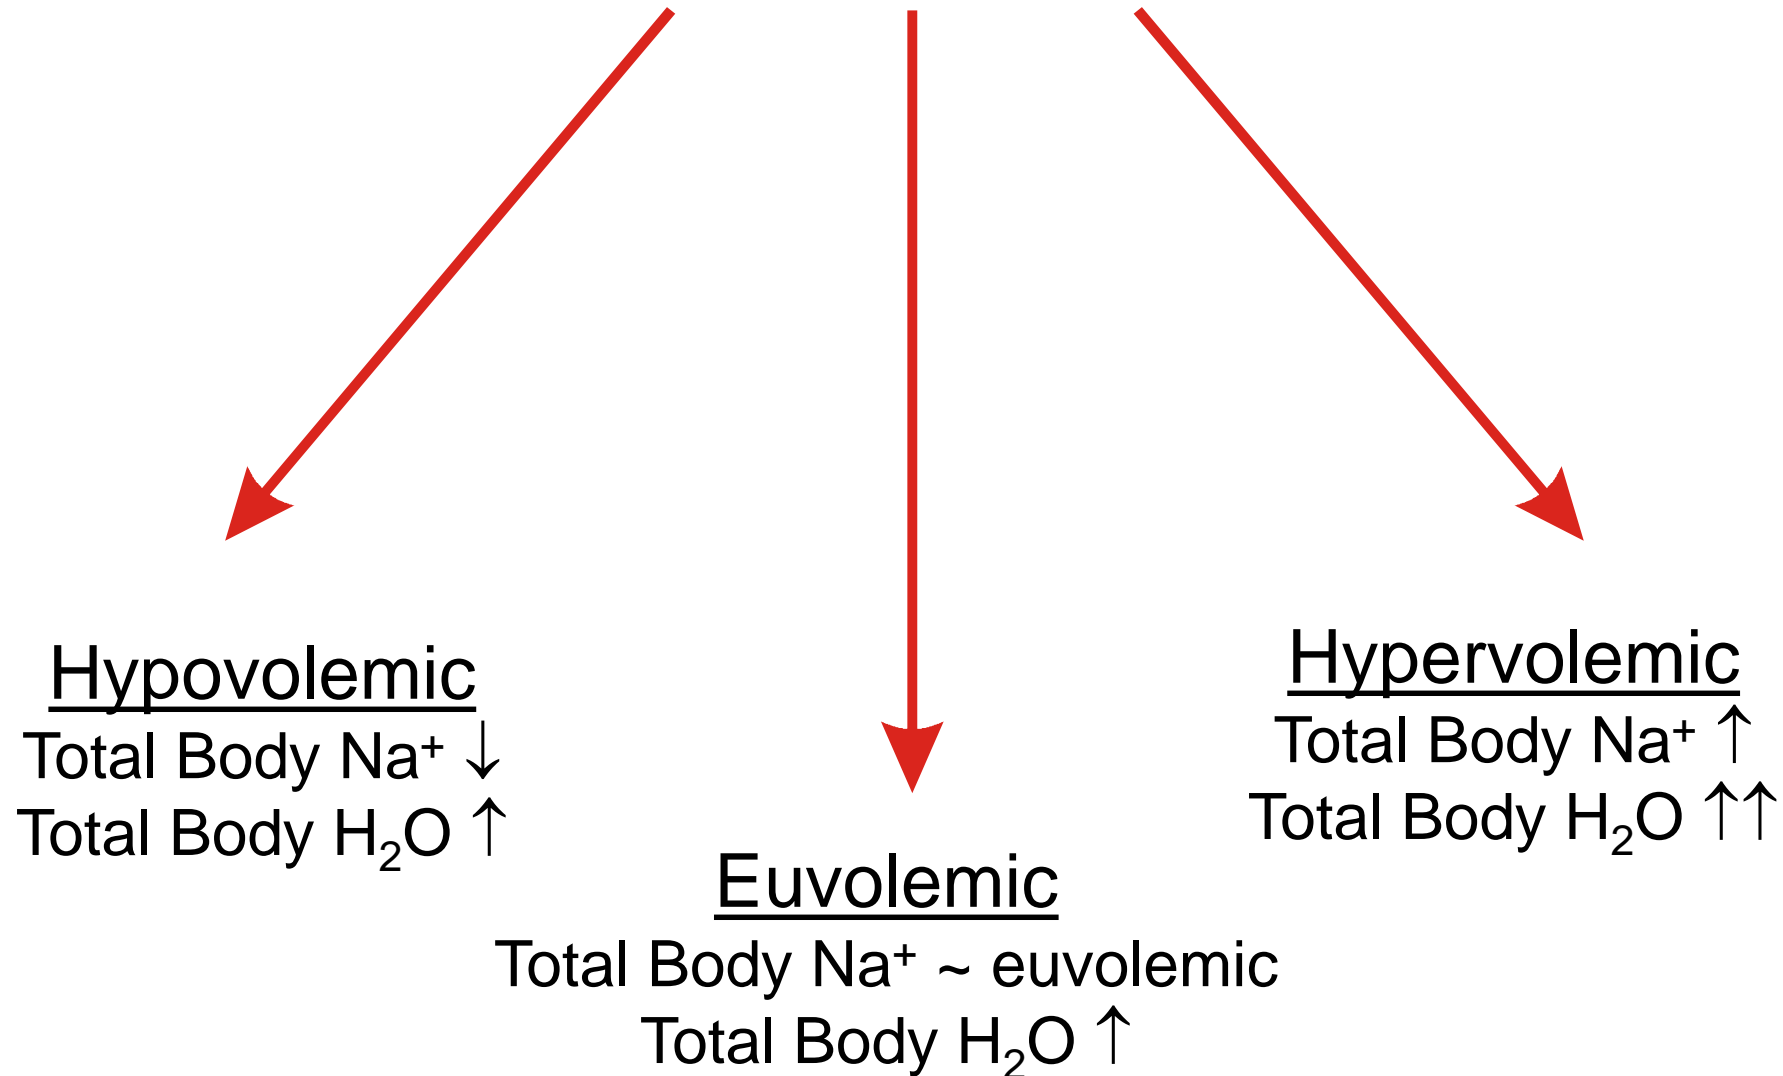 Hypovolemic
Total Body Na⁺ ↓
Total Body H₂O ↑
Euvolemic
Total Body Na⁺ ~ euvolemic
Total Body H₂O ↑
Hypervolemic
Total Body Na⁺ ↑
Total Body H₂O ↑↑